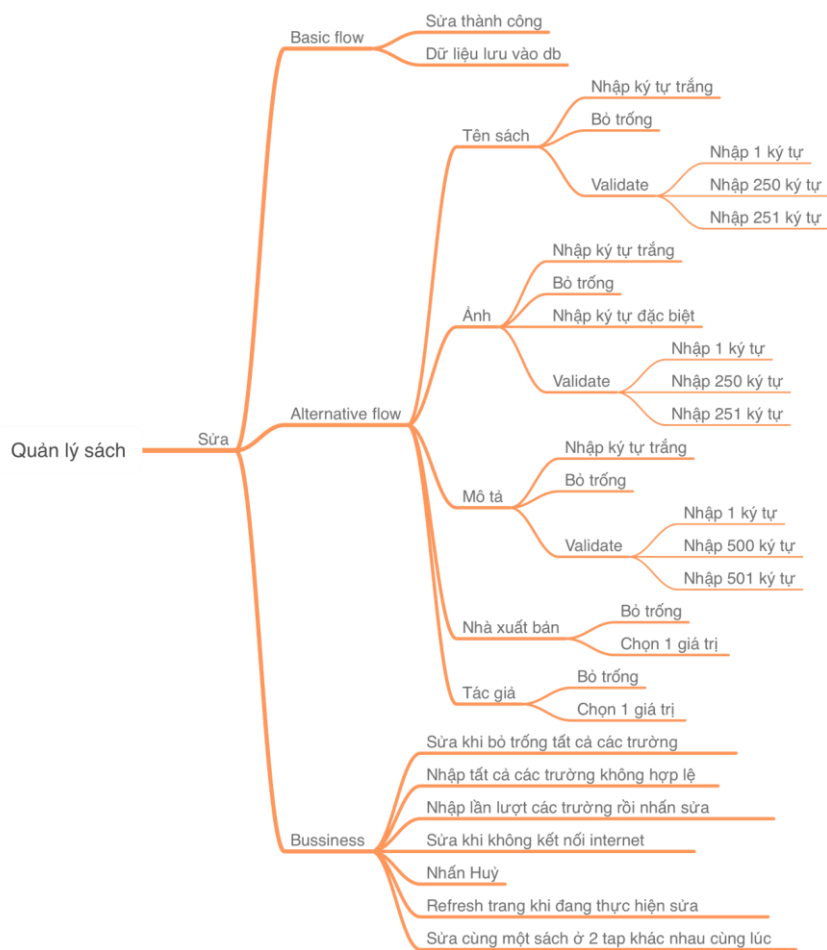 Quản lý sách
Sửa
Basic flow
Sửa thành công
Dữ liệu lưu vào db
Alternative flow
Tên sách
Nhập ký tự trắng
Bỏ trống
Validate
Nhập 1 ký tự
Nhập 250 ký tự
Nhập 251 ký tự
Ảnh
Nhập ký tự trắng
Bỏ trống
Nhập ký tự đặc biệt
Validate
Nhập 1 ký tự
Nhập 250 ký tự
Nhập 251 ký tự
Mô tả
Nhập ký tự trắng
Bỏ trống
Validate
Nhập 1 ký tự
Nhập 500 ký tự
Nhập 501 ký tự
Nhà xuất bản
Bỏ trống
Chọn 1 giá trị
Tác giả
Bỏ trống
Chọn 1 giá trị
Bussiness
Sửa khi bỏ trống tất cả các trường
Nhập tất cả các trường không hợp lệ
Nhập lần lượt các trường rồi nhấn sửa
Sửa khi không kết nối internet
Nhấn Huỷ
Refresh trang khi đang thực hiện sửa
Sửa cùng một sách ở 2 tap khác nhau cùng lúc